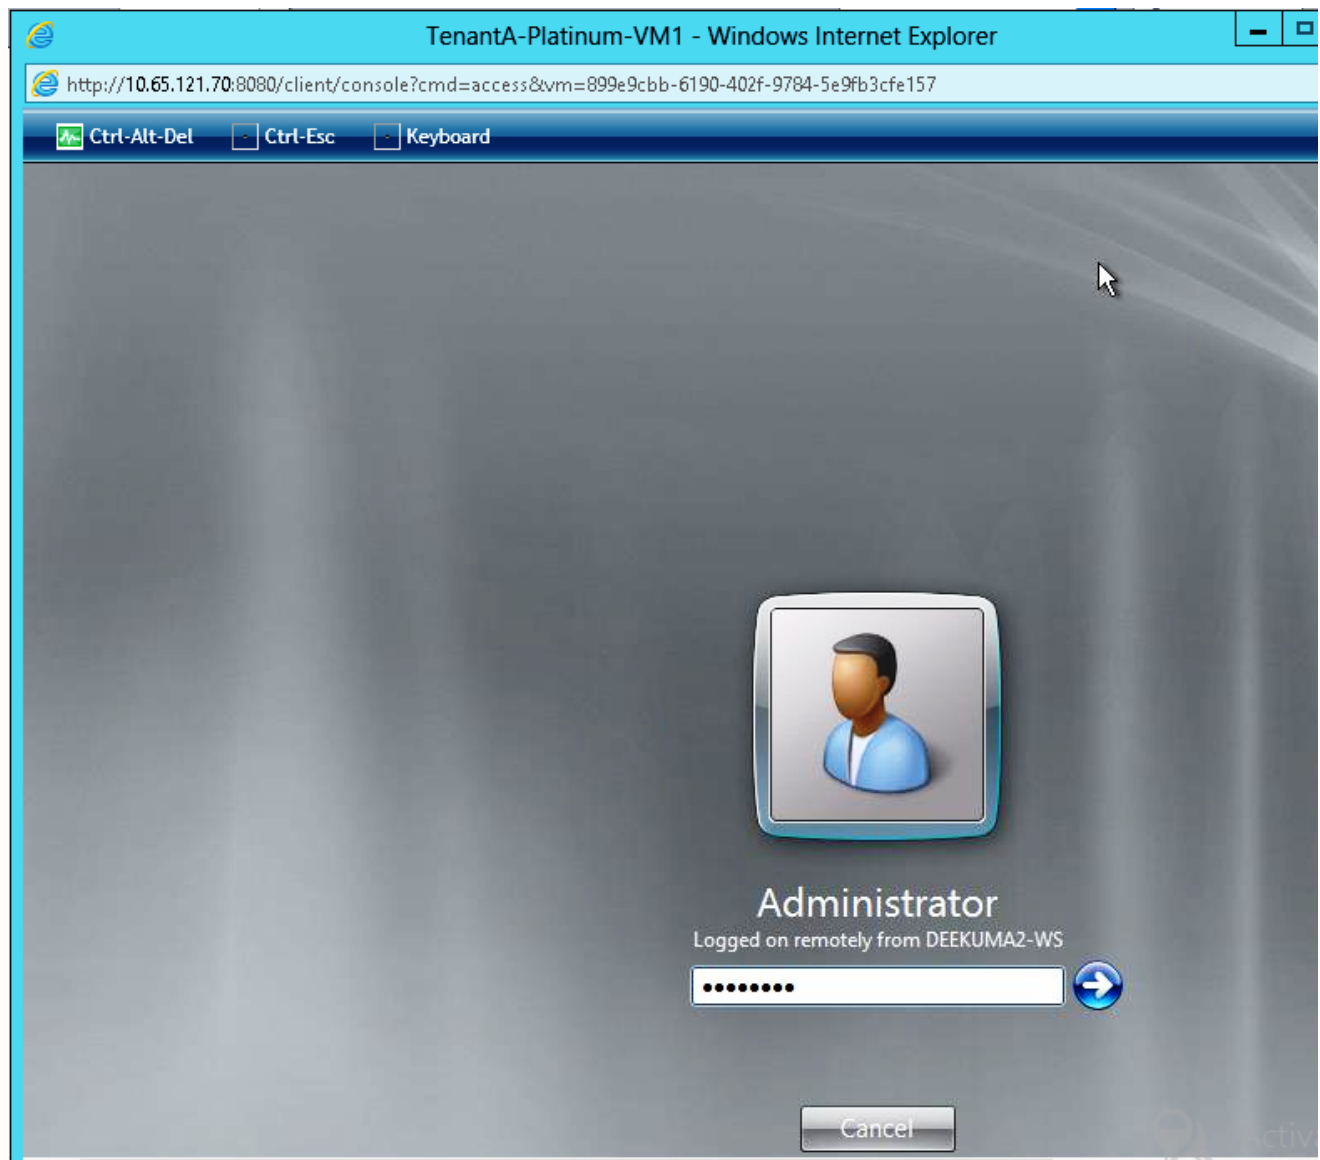 TenantA-Platinum-VM1 - Windows Internet Explorer
http://10.65.121.70:8080/client/console?cmd=access&vm=899e9cbb-6190-402f-9784-5e9fb3cfe157
Ctrl-Alt-Del Ctrl-Esc Keyboard
Administrator
Logged on remotely from DEEKUMA2-WS
Cancel